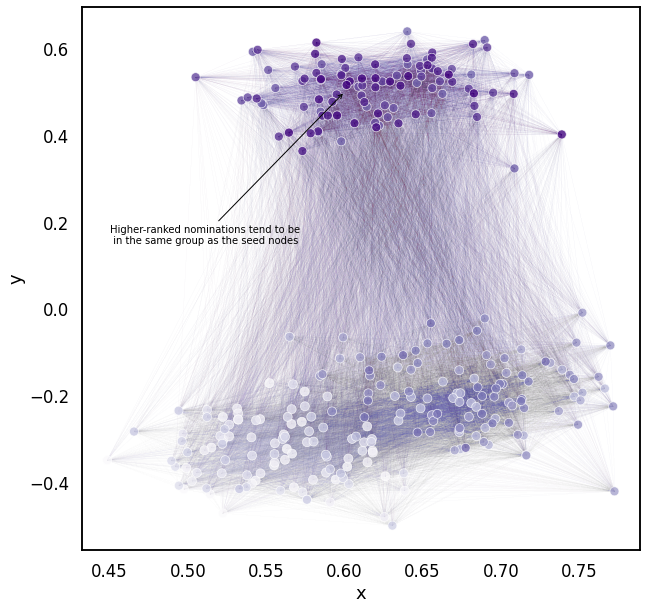 0.6
0.4
0.2
0.0
−0.2
−0.4
y
Higher-ranked nominations tend to be
in the same group as the seed nodes
0.45 0.50 0.55 0.60 0.65 0.70 0.75
x